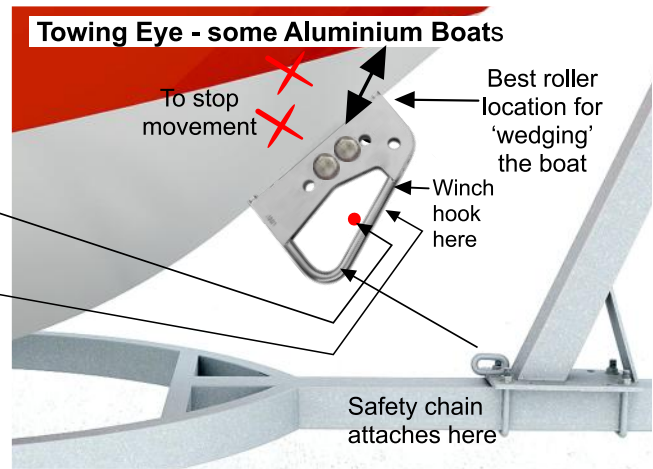 Towing Eye - some Aluminium Boats
To stop
movement
Best roller
location for
‘wedging’
the boat
Winch
hook
here
Safety chain
attaches here